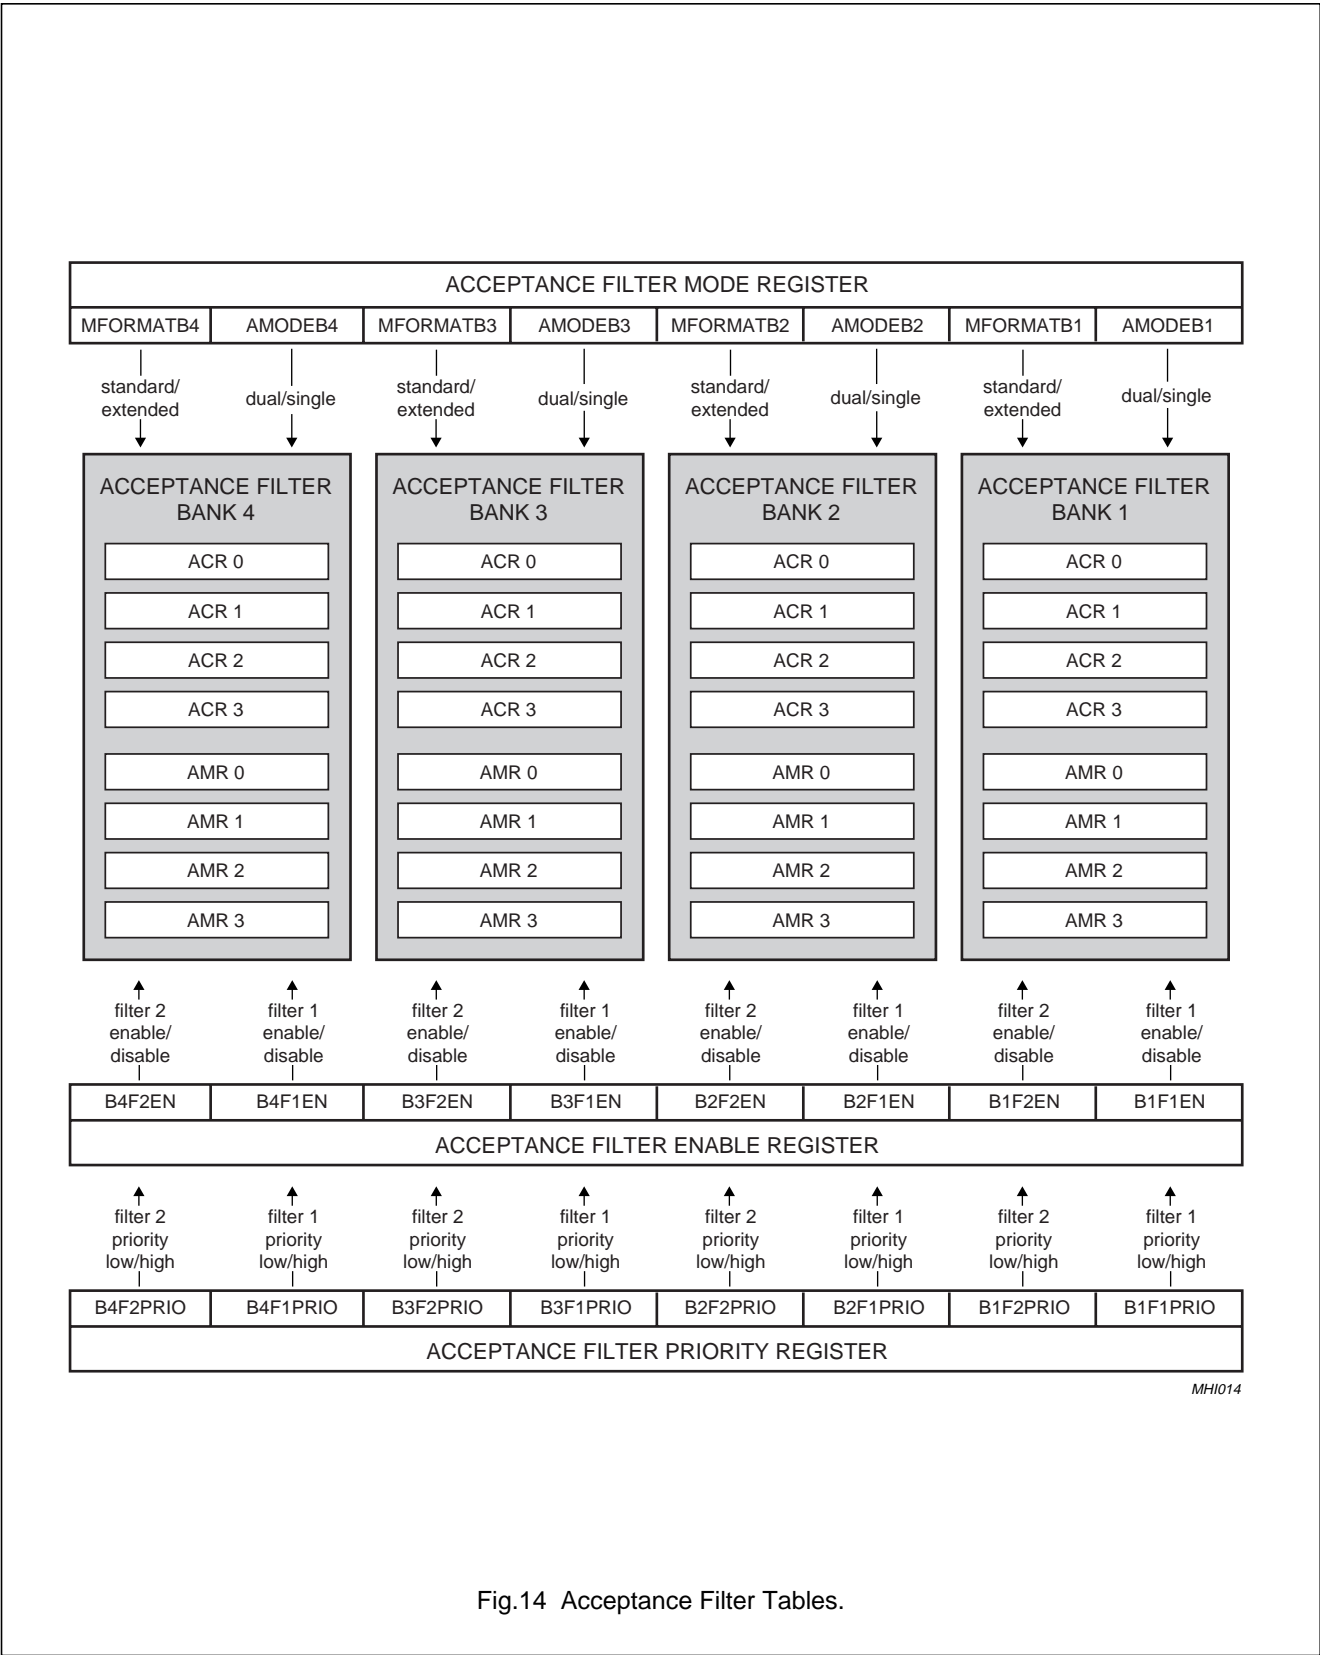 ACCEPTANCE FILTER MODE REGISTER
MFORMATB4 AMODEB4 MFORMATB3 AMODEB3 MFORMATB2 AMODEB2 MFORMATB1 AMODEB1
standard/ extended dual/single standard/ extended dual/single standard/ extended dual/single standard/ extended dual/single
ACCEPTANCE FILTER
BANK 4
ACR 0
ACR 1
ACR 2
ACR 3
AMR 0
AMR 1
AMR 2
AMR 3
ACCEPTANCE FILTER
BANK 3
ACR 0
ACR 1
ACR 2
ACR 3
AMR 0
AMR 1
AMR 2
AMR 3
ACCEPTANCE FILTER
BANK 2
ACR 0
ACR 1
ACR 2
ACR 3
AMR 0
AMR 1
AMR 2
AMR 3
ACCEPTANCE FILTER
BANK 1
ACR 0
ACR 1
ACR 2
ACR 3
AMR 0
AMR 1
AMR 2
AMR 3
filter 2 filter 1 filter 2 filter 1 filter 2 filter 1 filter 2 filter 1
enable/ enable/ enable/ enable/ enable/ enable/ enable/ enable/
disable disable disable disable disable disable disable disable
B4F2EN B4F1EN B3F2EN B3F1EN B2F2EN B2F1EN B1F2EN B1F1EN
ACCEPTANCE FILTER ENABLE REGISTER
filter 2 filter 1 filter 2 filter 1 filter 2 filter 1 filter 2 filter 1
priority priority priority priority priority priority priority priority
low/high low/high low/high low/high low/high low/high low/high low/high
B4F2PRIO B4F1PRIO B3F2PRIO B3F1PRIO B2F2PRIO B2F1PRIO B1F2PRIO B1F1PRIO
ACCEPTANCE FILTER PRIORITY REGISTER
MHI014
Fig.14 Acceptance Filter Tables.